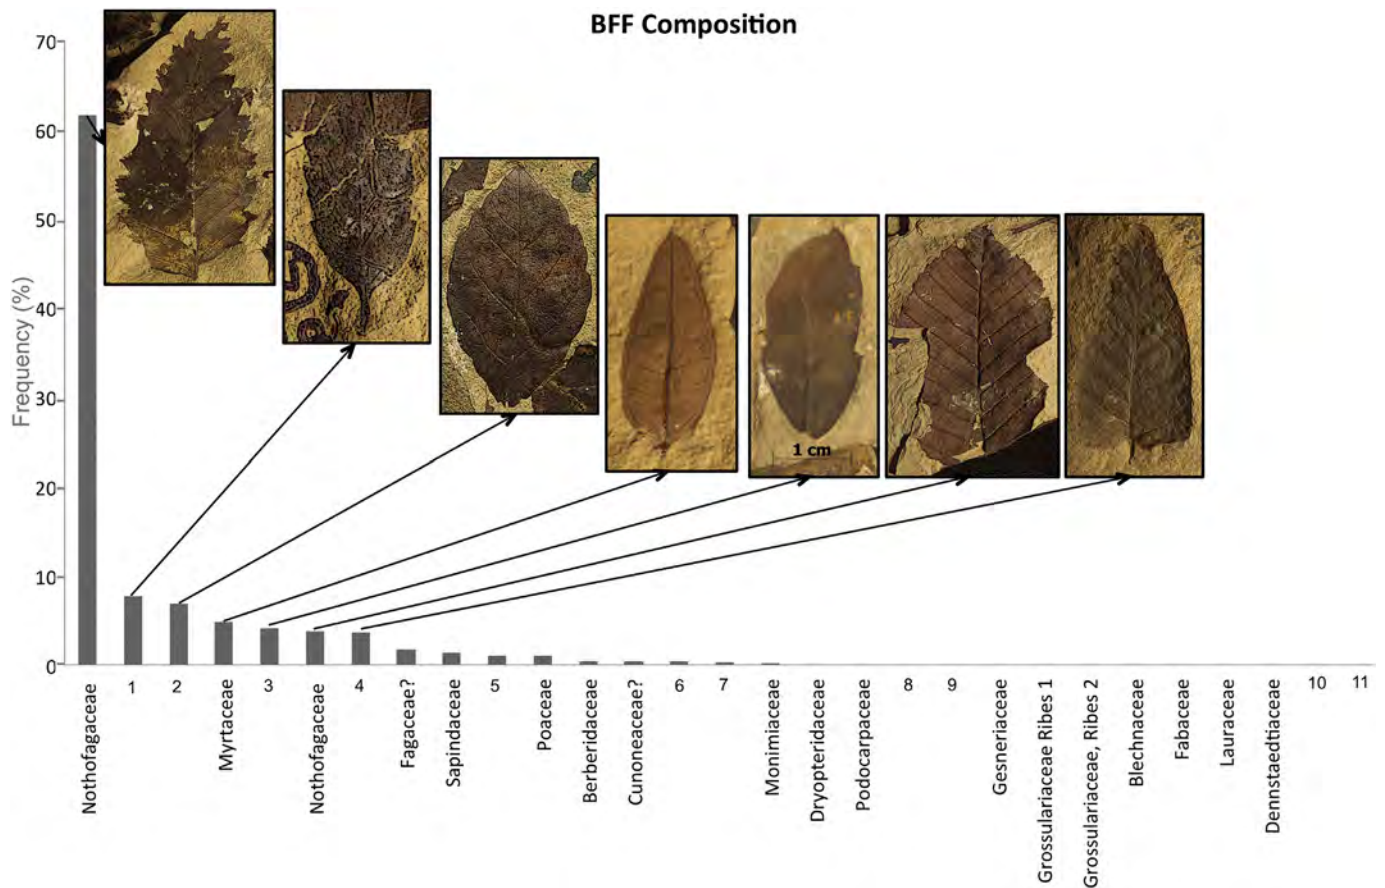 BFF Composition
70
60
50
40
30
20
10
0
Frequency (%)
1 cm
Nothofagaceae
1
2
Myrtaceae
3
Nothofagaceae
4
Fagaceae?
Sapindaceae
5
Poaceae
Berberidaceae
Cunoneaceae?
6
7
Monimiaceae
Dryopteridaceae
Podocarpaceae
8
9
Gesneriaceae
Grossulariaceae Ribes 1
Grossulariaceae, Ribes 2
Blechnaceae
Fabaceae
Lauraceae
Dennstaedtiaceae
10
11